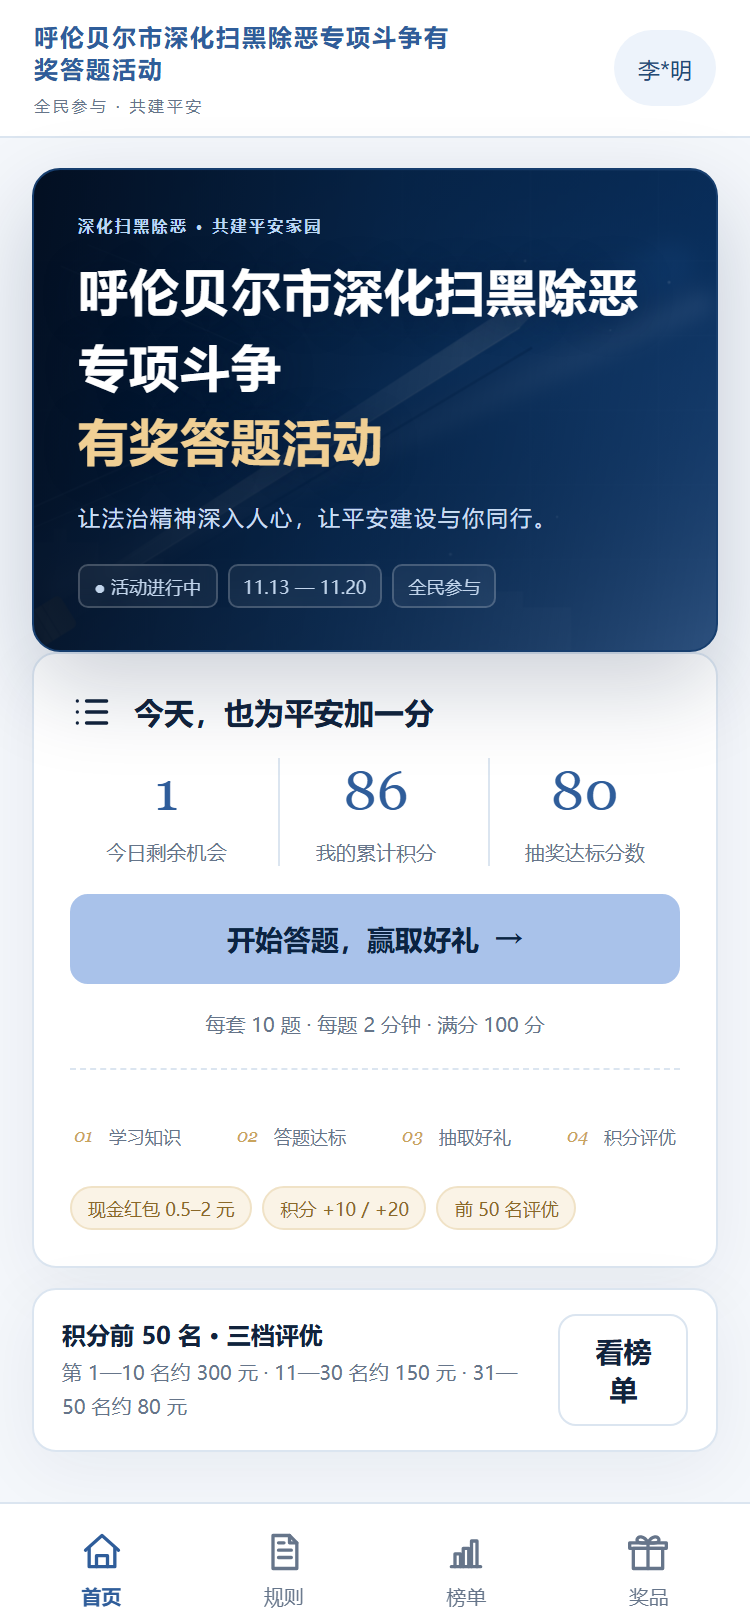 呼伦贝尔市深化扫黑除恶专项斗争有
奖答题活动
全民参与 · 共建平安
李*明
深化扫黑除恶 • 共建平安家园
呼伦贝尔市深化扫黑除恶
专项斗争
有奖答题活动
让法治精神深入人心，让平安建设与你同行。
● 活动进行中
11.13 — 11.20
全民参与
今天，也为平安加一分
1
86
80
今日剩余机会
我的累计积分
抽奖达标分数
开始答题，赢取好礼 →
每套 10 题 · 每题 2 分钟 · 满分 100 分
01 学习知识
02 答题达标
03 抽取好礼
04 积分评优
现金红包 0.5–2 元
积分 +10 / +20
前 50 名评优
积分前 50 名 • 三档评优
第 1—10 名约 300 元 · 11—30 名约 150 元 · 31—
50 名约 80 元
看榜
单
首页
规则
榜单
奖品